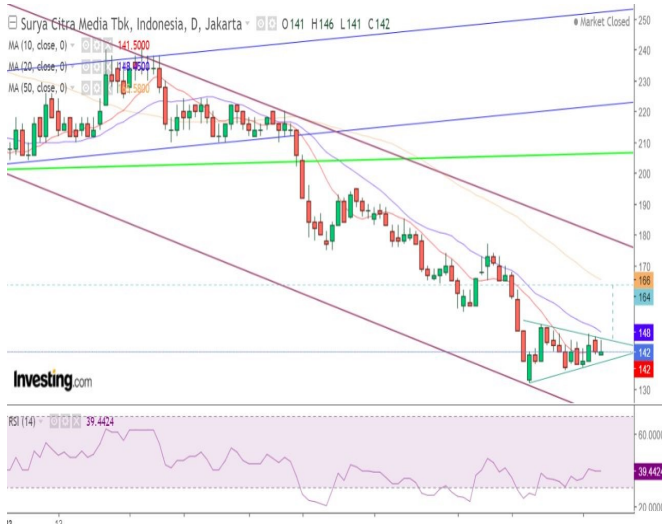 Surya Citra Media Tbk, Indonesia, D, Jakarta O141 H146 L141 C142
Market Closed
MA (10, close, 0) 141.5000
MA (20, close, 0)
MA (50, close, 0)
250
240
230
220
210
200
190
180
170
166
164
148
142
142
130
Investing.com
RSI (14) 39.4424
60.0000
39.4424
20.0000